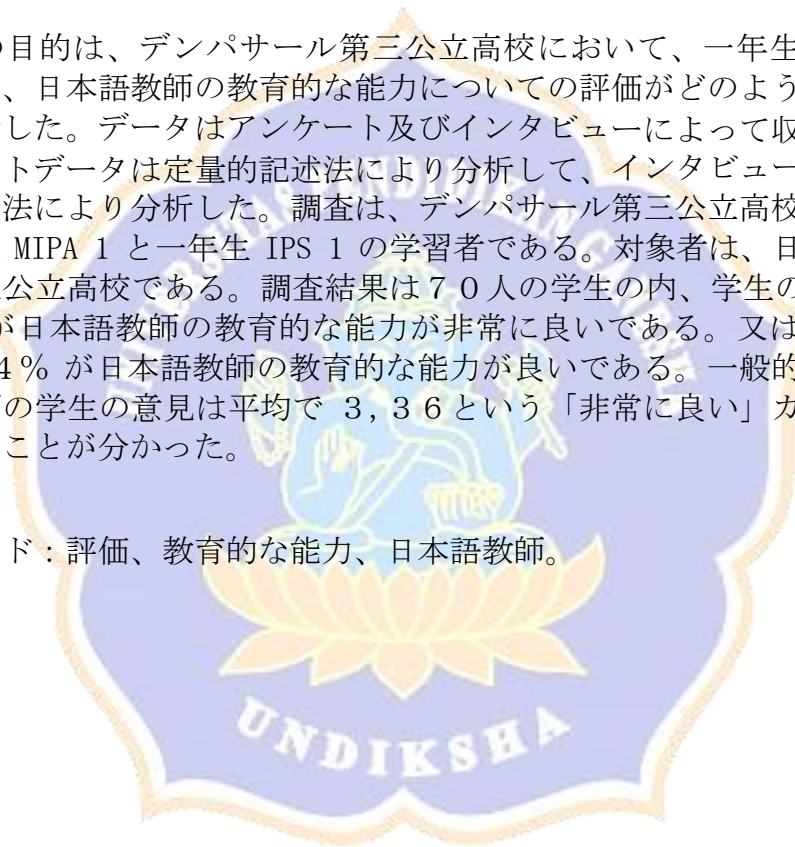 の目的は、デンパサール第三公立高校において、一年生
、日本語教師の教育的な能力についての評価がどのよう
した。データはアンケート及びインタビューによって収
トデータは定量的記述法により分析して、インタビュー
法により分析した。調査は、デンパサール第三公立高校
MIPA 1 と一年生 IPS 1 の学習者である。対象者は、日
公立高校である。調査結果は７０人の学生の内、学生の
が日本語教師の教育的な能力が非常に良いである。又は
４％ が日本語教師の教育的な能力が良いである。一般的
の学生の意見は平均で ３,３６という「非常に良い」カ
ことが分かった。
ド：評価、教育的な能力、日本語教師。
UNDIKSHA